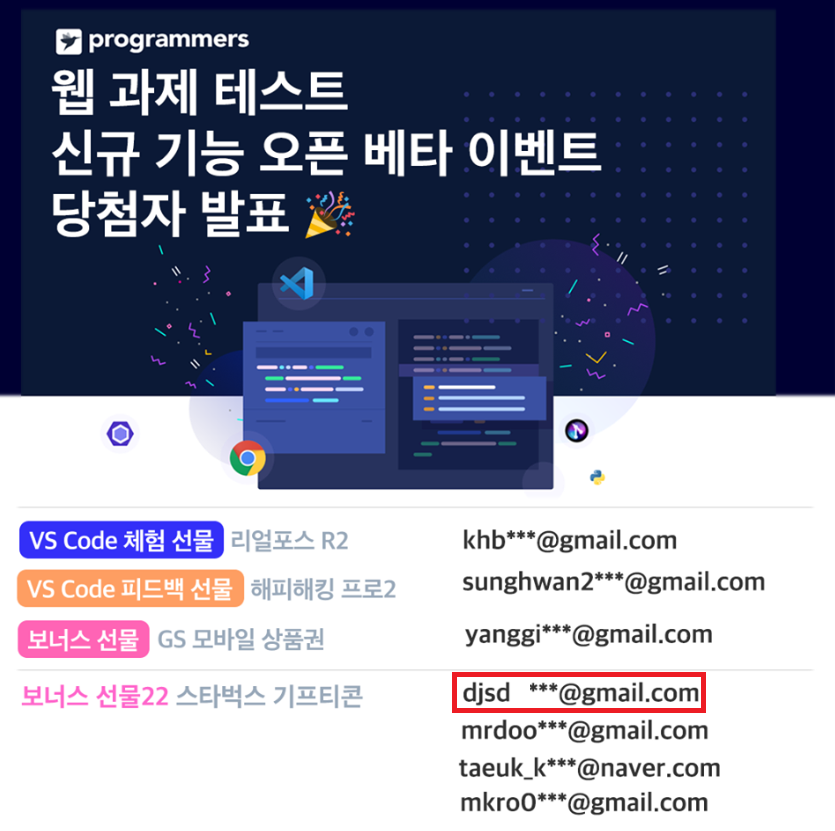 programmers
웹 과제 테스트
신규 기능 오픈 베타 이벤트
당첨자 발표
VS Code 체험 선물 리얼포스 R2 khb***@gmail.com
VS Code 피드백 선물 해피해킹 프로2 sunghwan2***@gmail.com
보너스 선물 GS 모바일 상품권 yanggi***@gmail.com
보너스 선물22 스타벅스 기프티콘 djsd ***@gmail.com
mrdoo***@gmail.com
taeuk_k***@naver.com
mkro0***@gmail.com